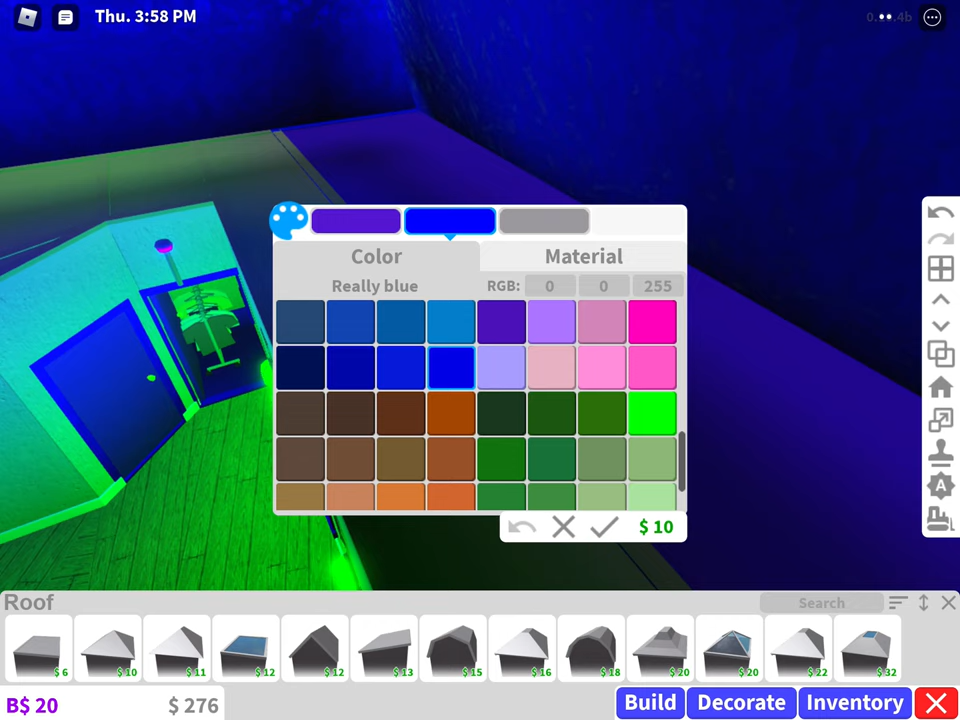 Thu. 3:58 PM
Color
Material
Really blue
RGB: 0 0 255
$ 10
Roof
Search
$ 6 $ 10 $ 11 $ 12 $ 12 $ 13 $ 15 $ 16 $ 18 $ 20 $ 20 $ 22 $ 32
B$ 20 $ 276
Build Decorate Inventory